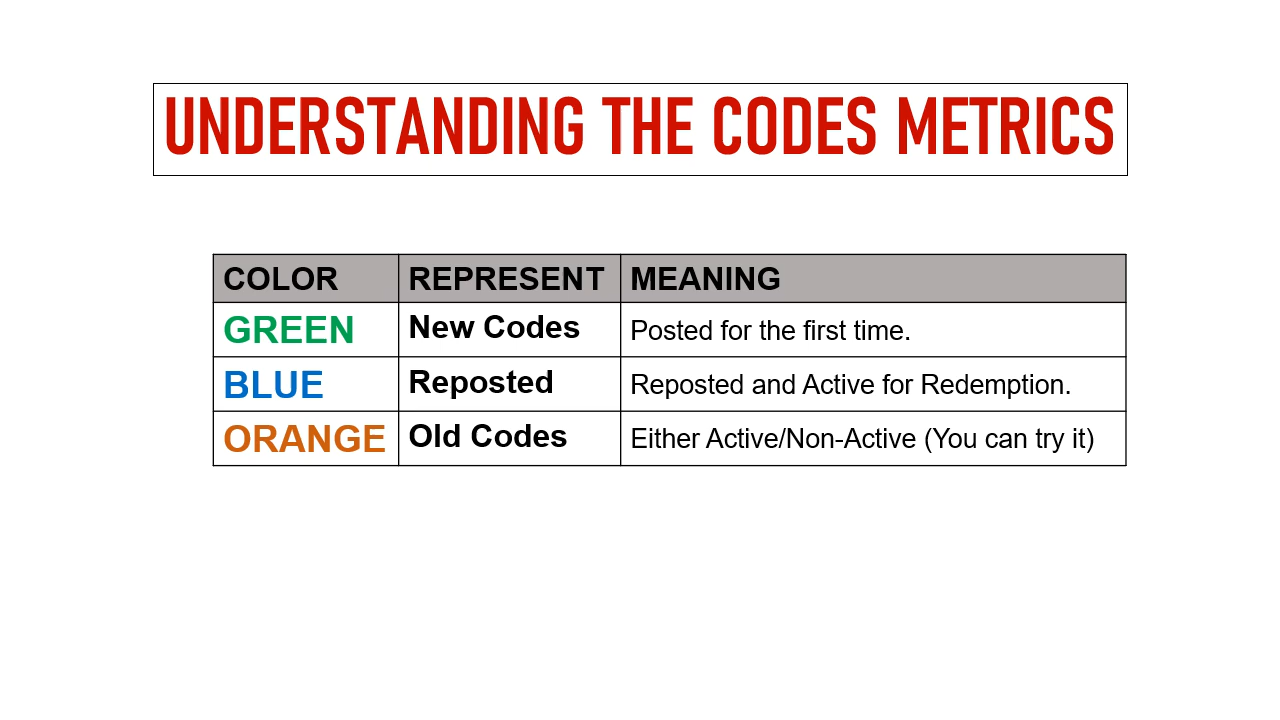 UNDERSTANDING THE CODES METRICS
COLOR REPRESENT MEANING
GREEN New Codes Posted for the first time.
BLUE Reposted Reposted and Active for Redemption.
ORANGE Old Codes Either Active/Non-Active (You can try it)